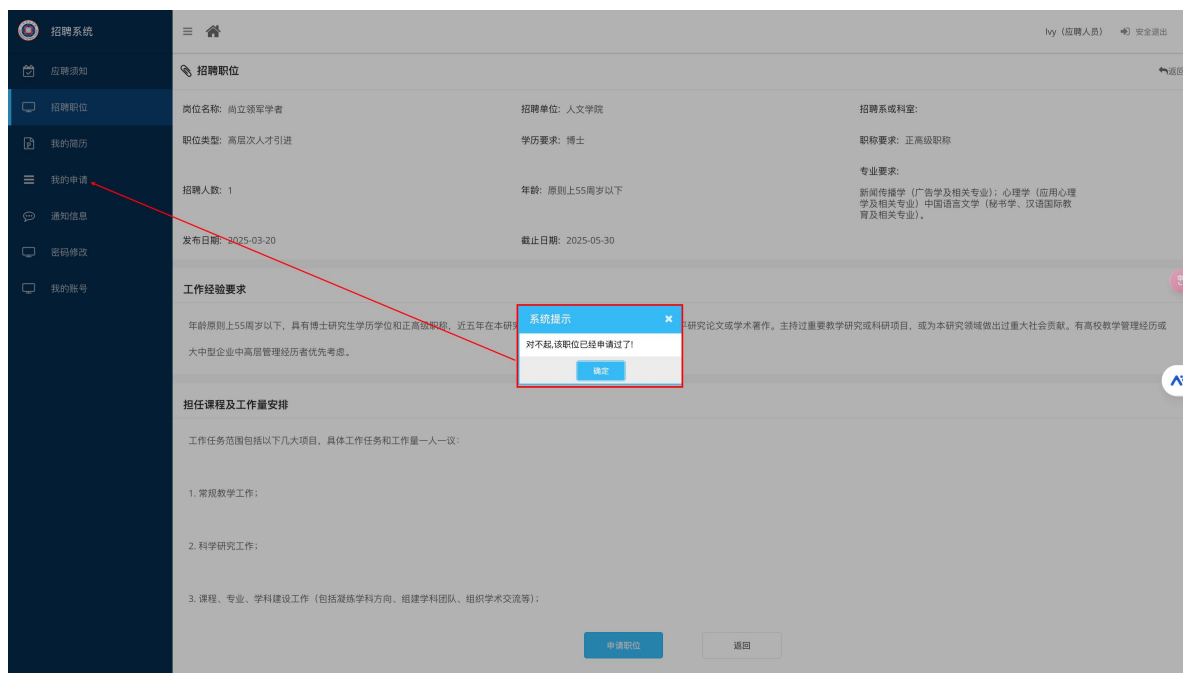 招聘系统
Ivy（应聘人员）
安全退出
应聘须知
招聘职位
我的简历
我的申请
通知信息
密码修改
我的账号
招聘职位
返回
岗位名称: 尚立领军学者
招聘单位: 人文学院
招聘系或科室:
职位类型: 高层次人才引进
学历要求: 博士
职称要求: 正高级职称
招聘人数: 1
年龄: 原则上55周岁以下
专业要求:
新闻传播学（广告学及相关专业）；心理学（应用心理
学及相关专业）中国语言文学（秘书学、汉语国际教
育及相关专业）。
发布日期: 2025-03-20
截止日期: 2025-05-30
工作经验要求
年龄原则上55周岁以下，具有博士研究生学历学位和正高级职称，近五年在本研
研究论文或学术著作。主持过重要教学研究或科研项目，或为本研究领域做出过重大社会贡献。有高校教学管理经历或
大中型企业中高层管理经历者优先考虑。
系统提示
对不起,该职位已经申请过了!
确定
担任课程及工作量安排
工作任务范围包括以下几大项目，具体工作任务和工作量一人一议：
1. 常规教学工作；
2. 科学研究工作；
3. 课程、专业、学科建设工作（包括凝练学科方向、组建学科团队、组织学术交流等）；
申请职位
返回